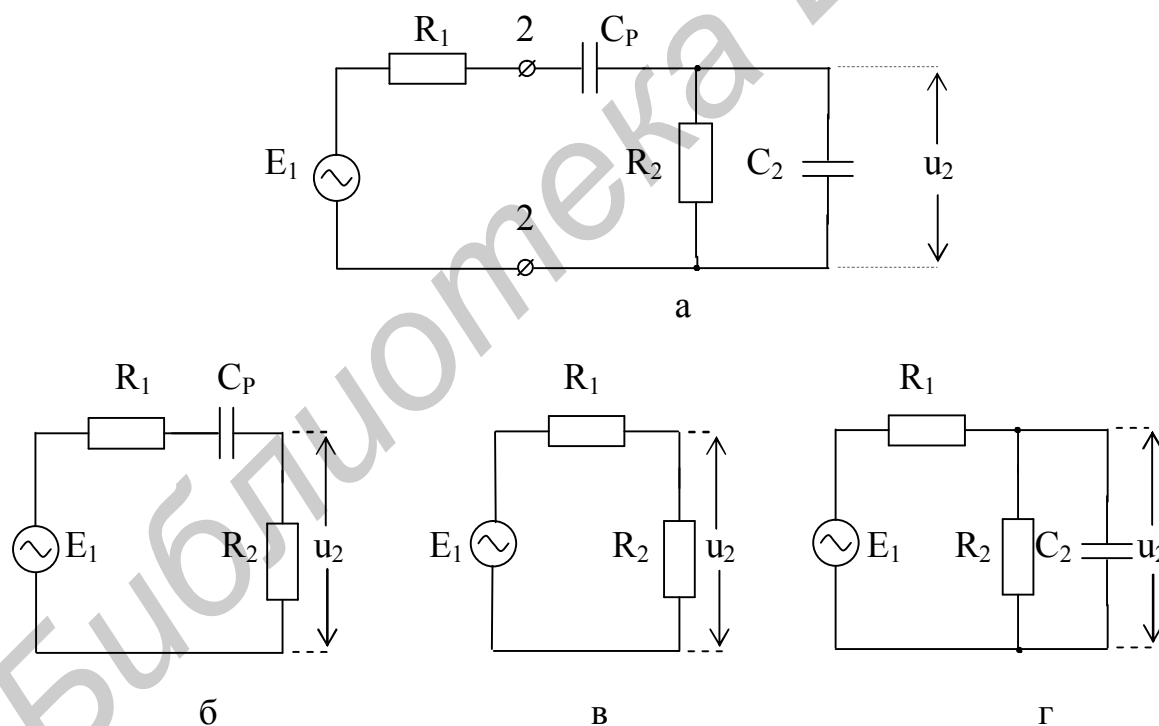 R₁ 2 Cₚ
E₁ R₂ C₂ u₂
2
а
R₁ Cₚ
E₁ R₂ u₂
б
R₁
E₁ R₂ u₂
в
R₁
E₁ R₂ C₂ u₂
г
Библиотека